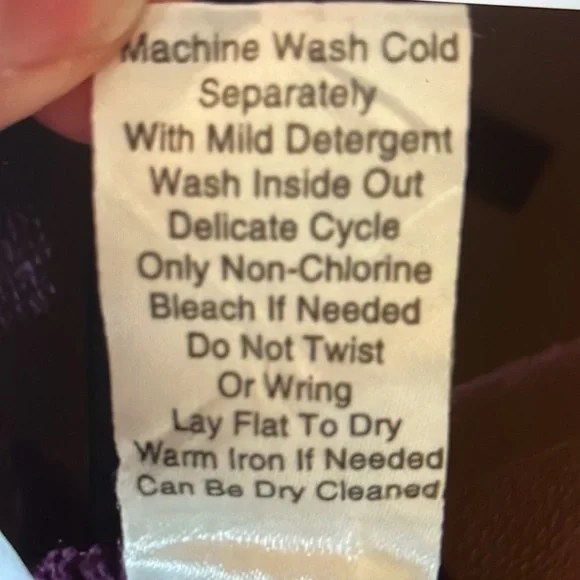 Machine Wash Cold
Separately
With Mild Detergent
Wash Inside Out
Delicate Cycle
Only Non-Chlorine
Bleach If Needed
Do Not Twist
Or Wring
Lay Flat To Dry
Warm Iron If Needed
Can Be Dry Cleaned